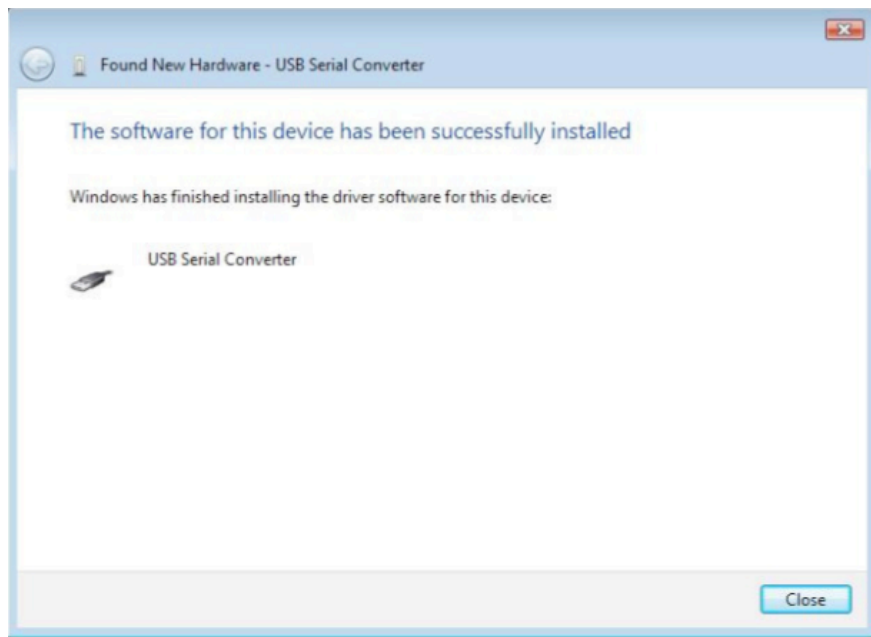 Found New Hardware - USB Serial Converter
The software for this device has been successfully installed
Windows has finished installing the driver software for this device:
USB Serial Converter
Close